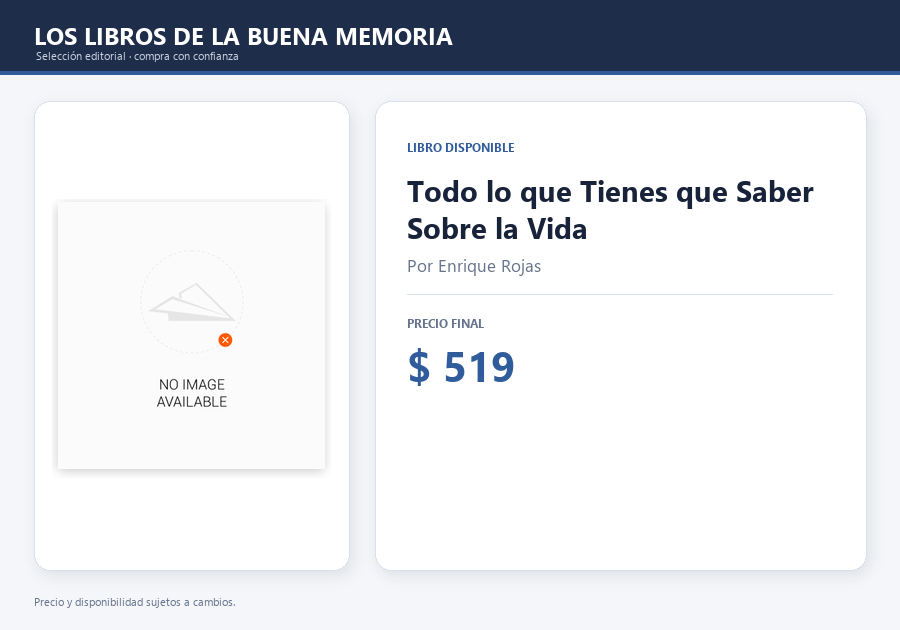 LOS LIBROS DE LA BUENA MEMORIA
Selección editorial · compra con confianza
NO IMAGE
AVAILABLE
LIBRO DISPONIBLE
Todo lo que Tienes que Saber
Sobre la Vida
Por Enrique Rojas
PRECIO FINAL
$ 519
Precio y disponibilidad sujetos a cambios.